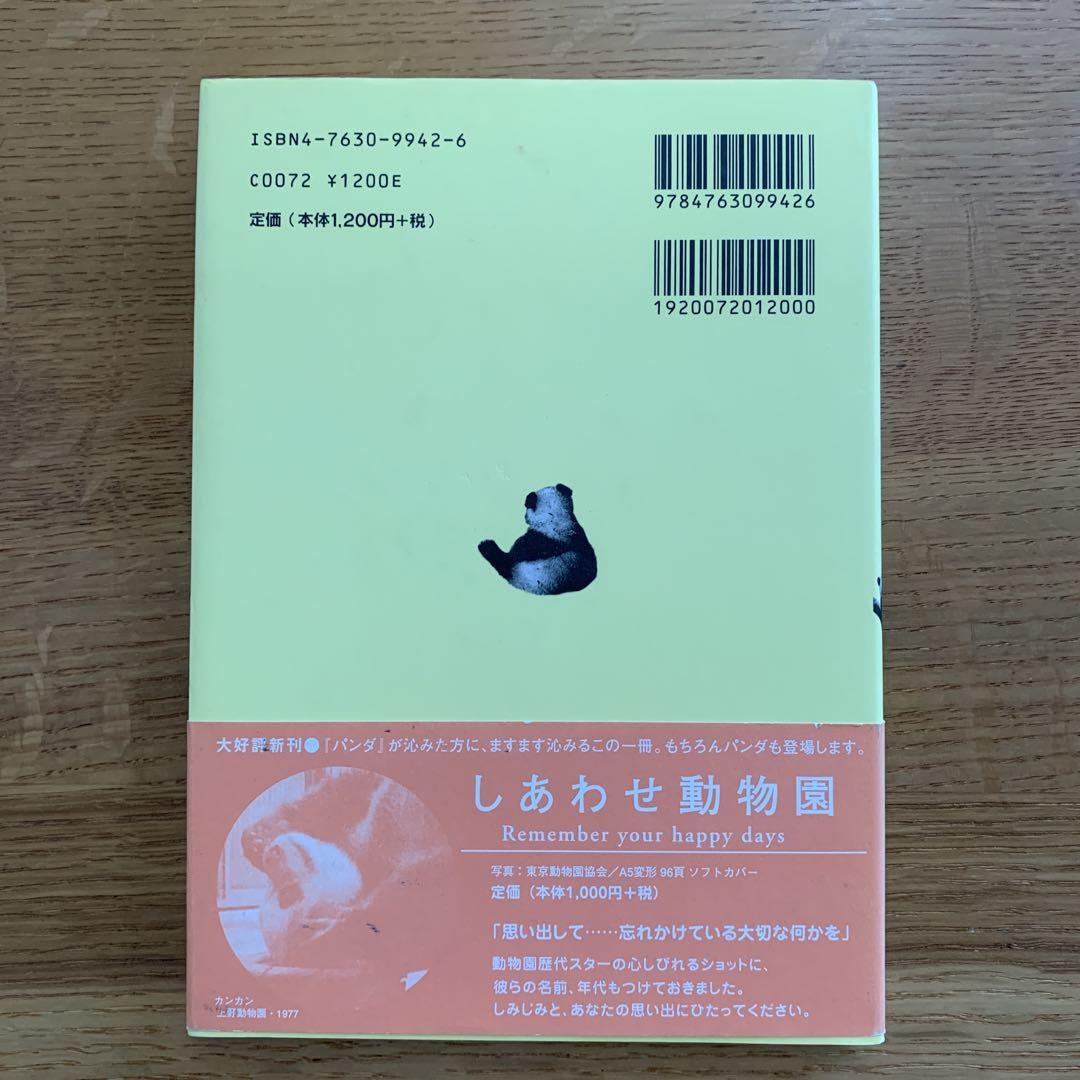 ISBN4-7630-9942-6
C0072 ¥1200E
定価(本体1,200円+税)
9784763099426
1920072012000
大好評新刊●『パンダ』が沁みた方に、ますます沁みるこの一冊。もちろんパンダも登場します。
しあわせ動物園
Remember your happy days
写真：東京動物園協会／A5変形 96頁 ソフトカバー
定価（本体1,000円+税）
「思い出して……忘れかけている大切な何かを」
動物園歴代スターの心しびれるショットに、
彼らの名前、年代もつけておきました。
しみじみと、あなたの思い出にひたってください。
カンカン
上野動物園・1977